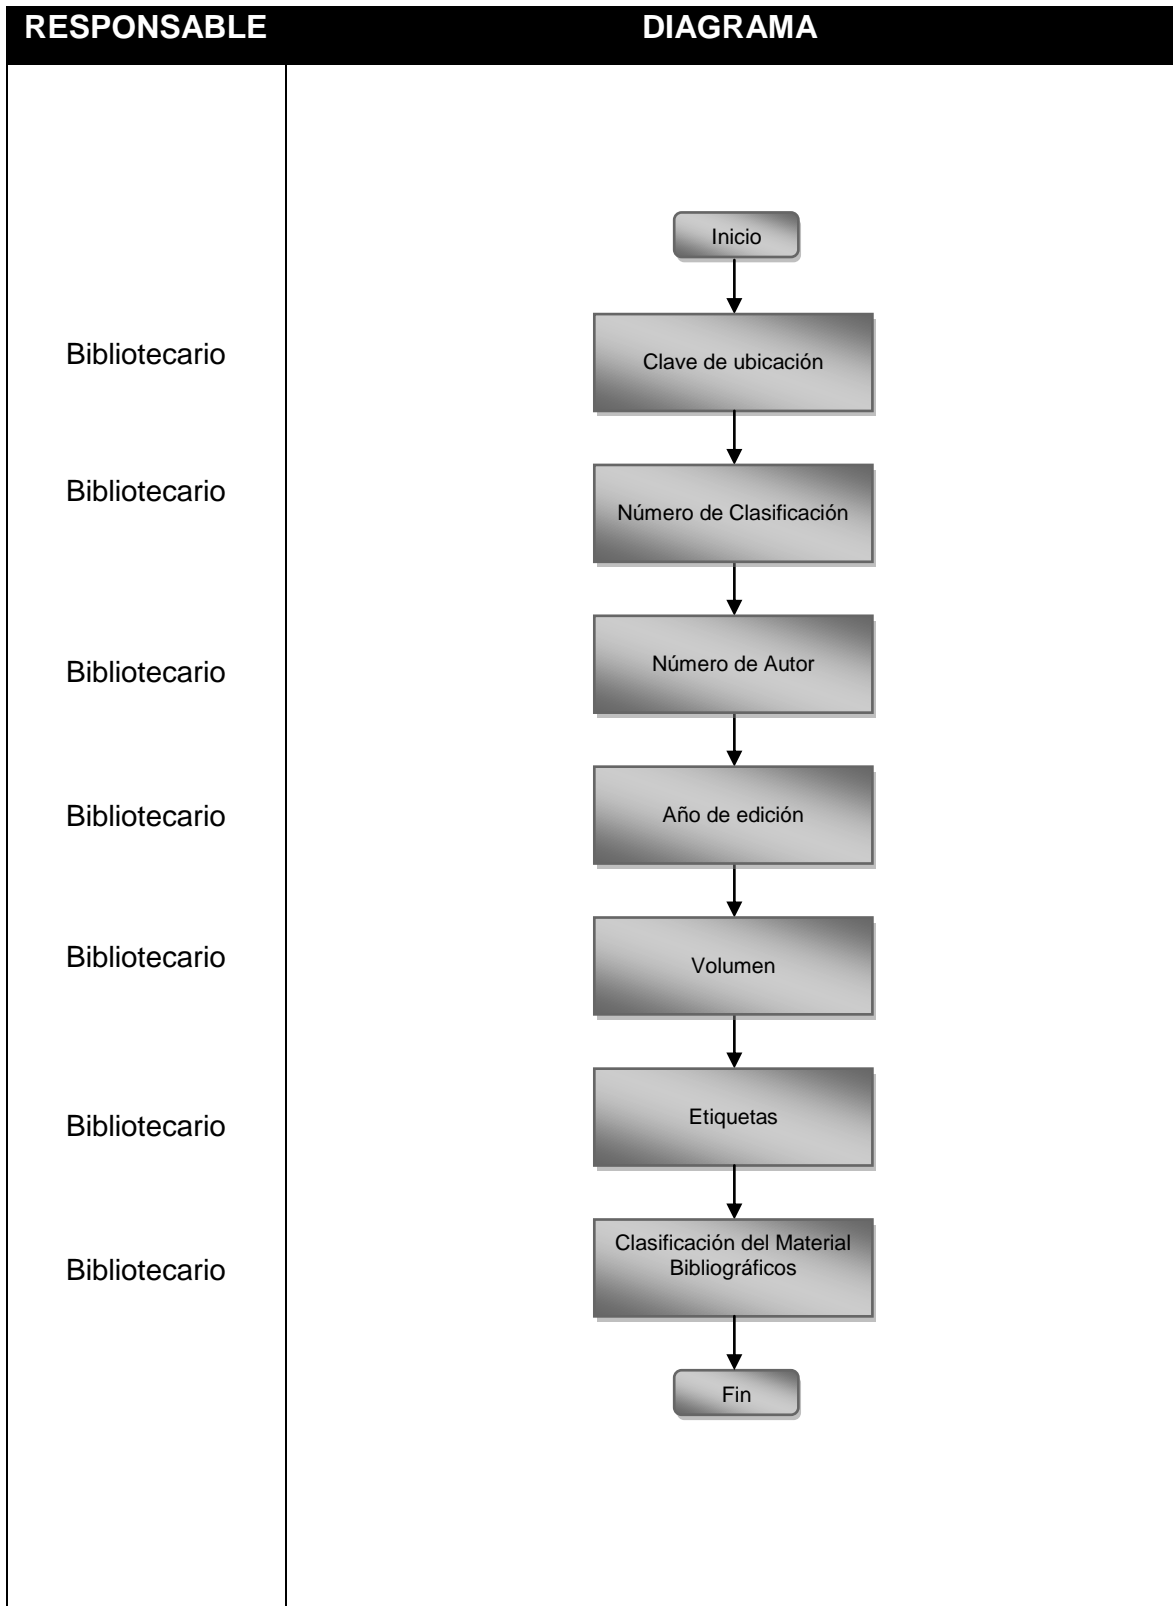 RESPONSABLE DIAGRAMA
Inicio
Bibliotecario Clave de ubicación
Bibliotecario Número de Clasificación
Bibliotecario Número de Autor
Bibliotecario Año de edición
Bibliotecario Volumen
Bibliotecario Etiquetas
Bibliotecario Clasificación del Material
Bibliográficos
Fin